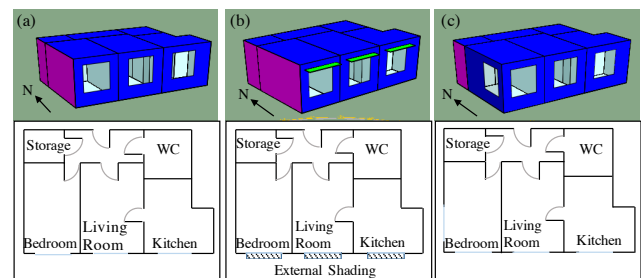 (a)
N
(b)
N
(c)
N
Storage
WC
Living
Room
Bedroom
Kitchen
Storage
WC
Living
Room
Bedroom
Kitchen
External Shading
Storage
WC
Living
Room
Bedroom
Kitchen